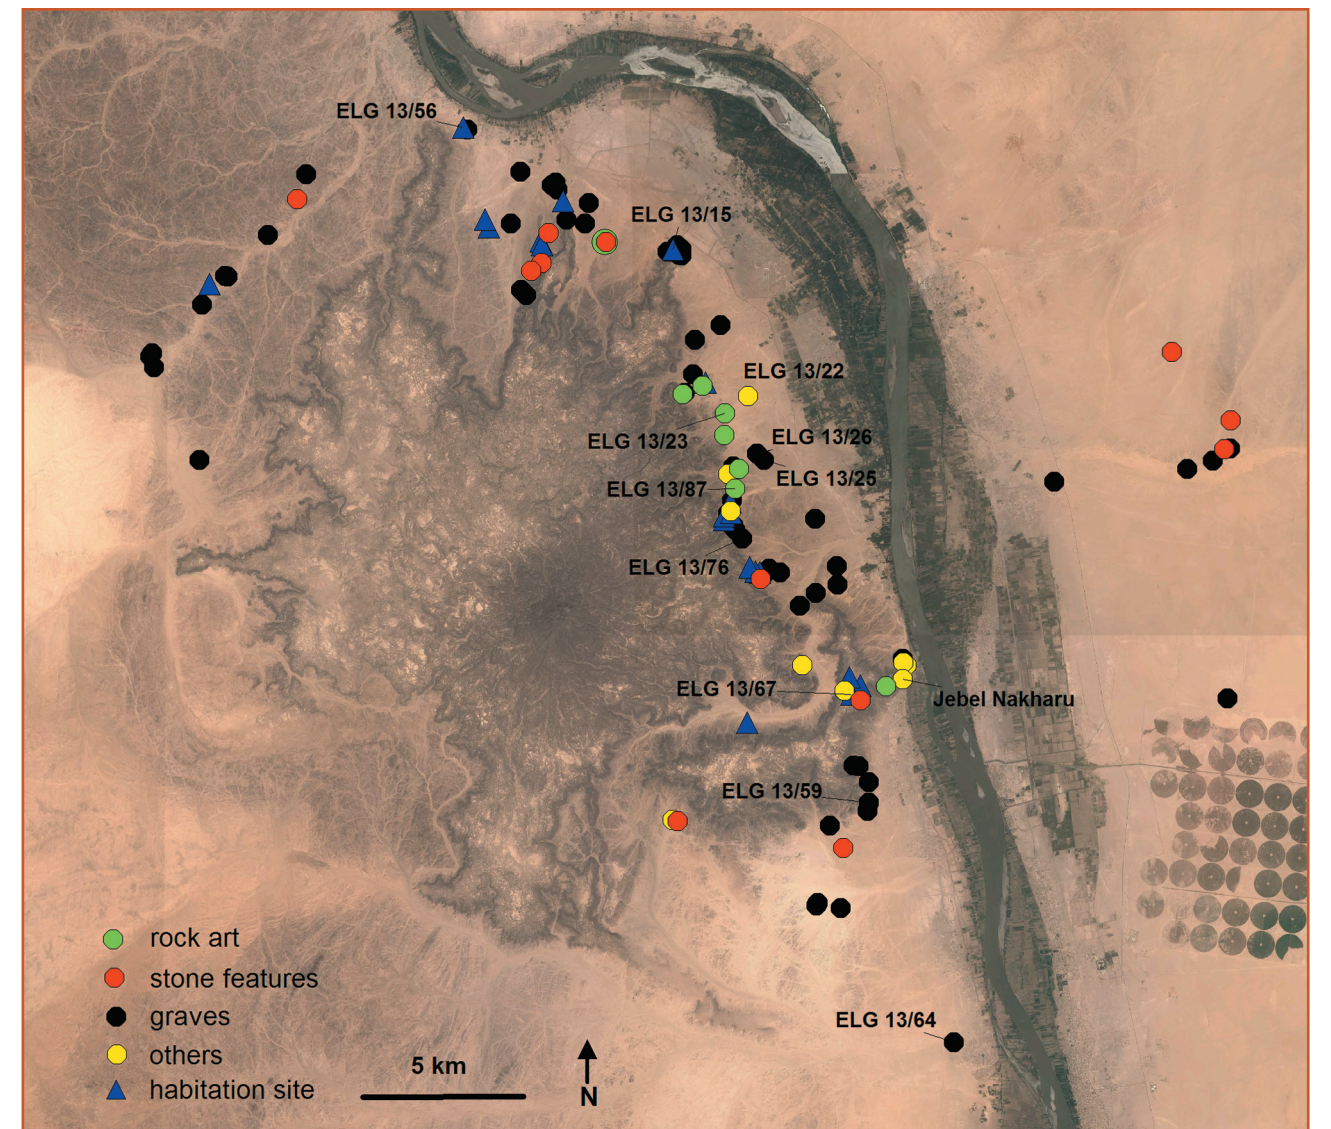 ELG 13/56
ELG 13/15
ELG 13/22
ELG 13/23
ELG 13/26
ELG 13/25
ELG 13/87
ELG 13/76
ELG 13/67
Jebel Nakharu
ELG 13/59
ELG 13/64
rock art
stone features
graves
others
habitation site
5 km
N